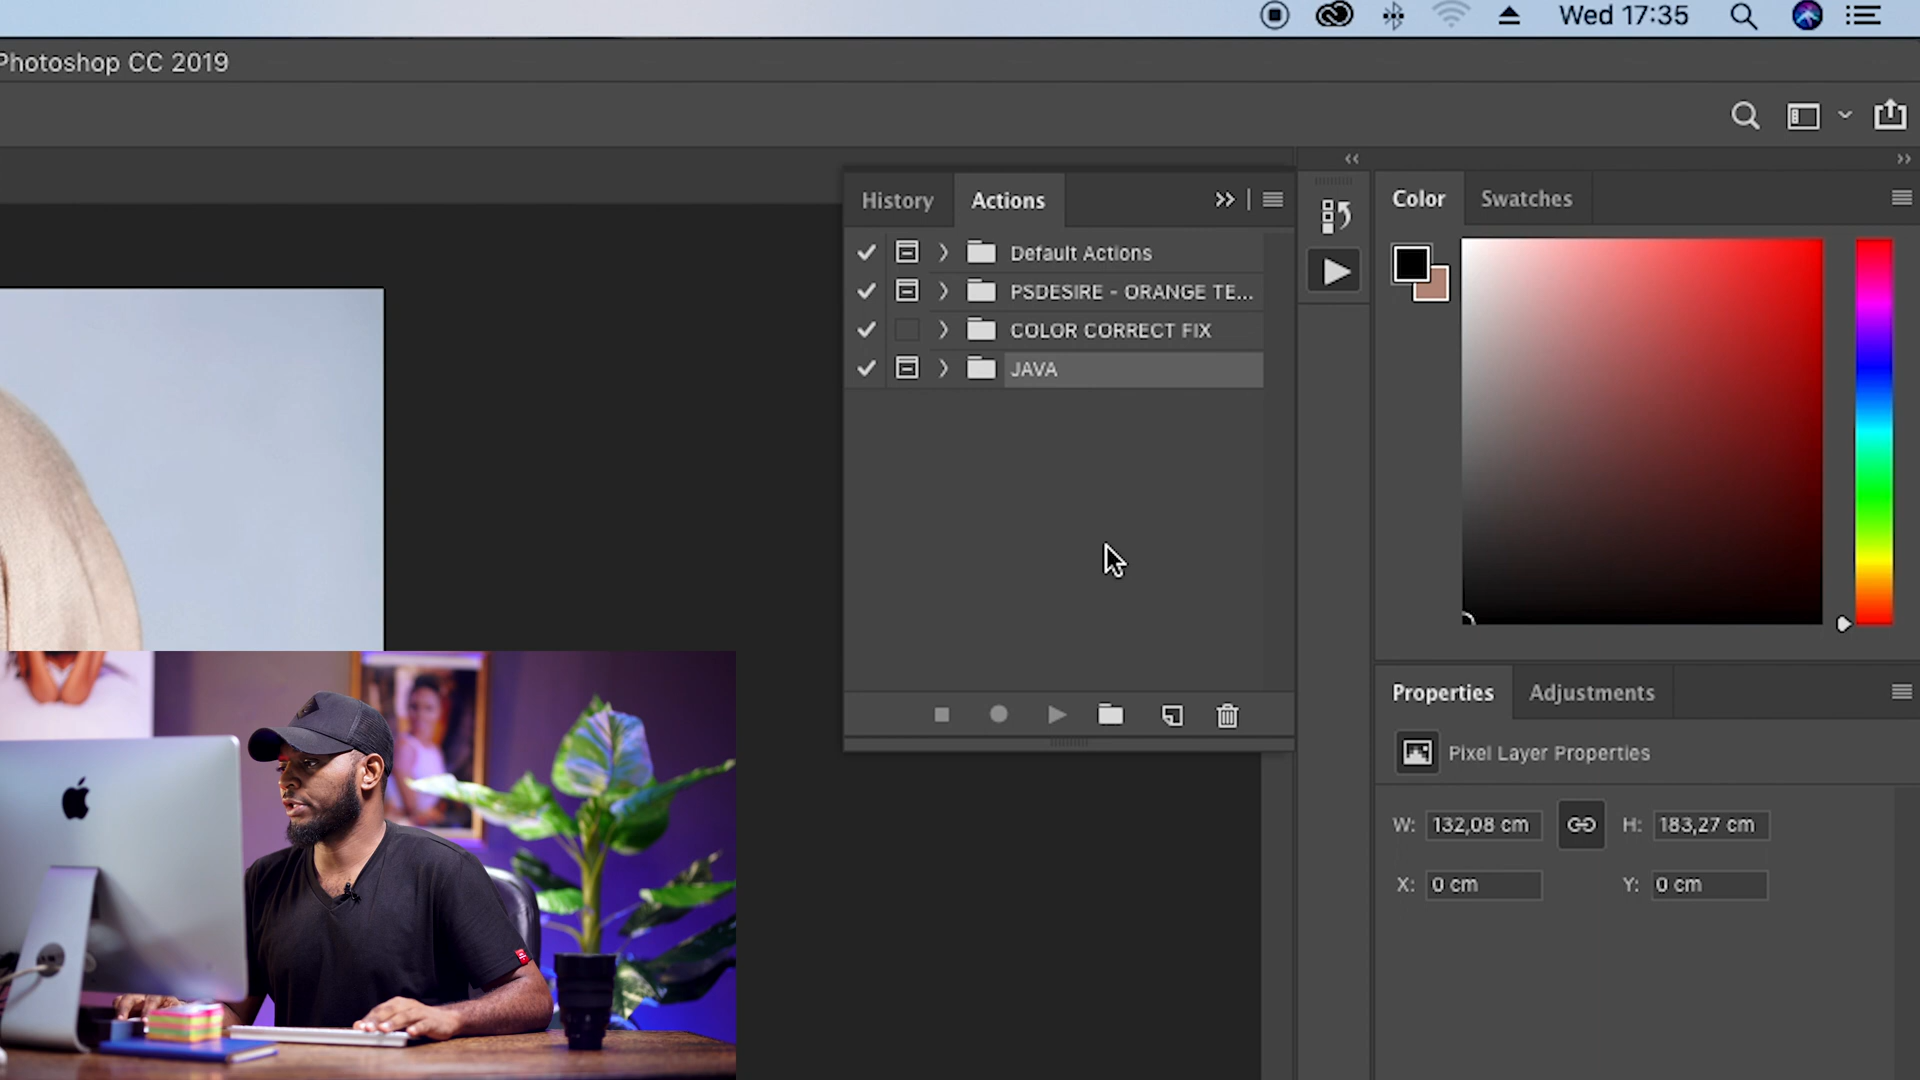 Wed 17:35
Photoshop CC 2019
History
Actions
Default Actions
PSDESIRE - ORANGE TE...
COLOR CORRECT FIX
JAVA
Color
Swatches
Properties
Adjustments
Pixel Layer Properties
W: 132,08 cm
H: 183,27 cm
X: 0 cm
Y: 0 cm